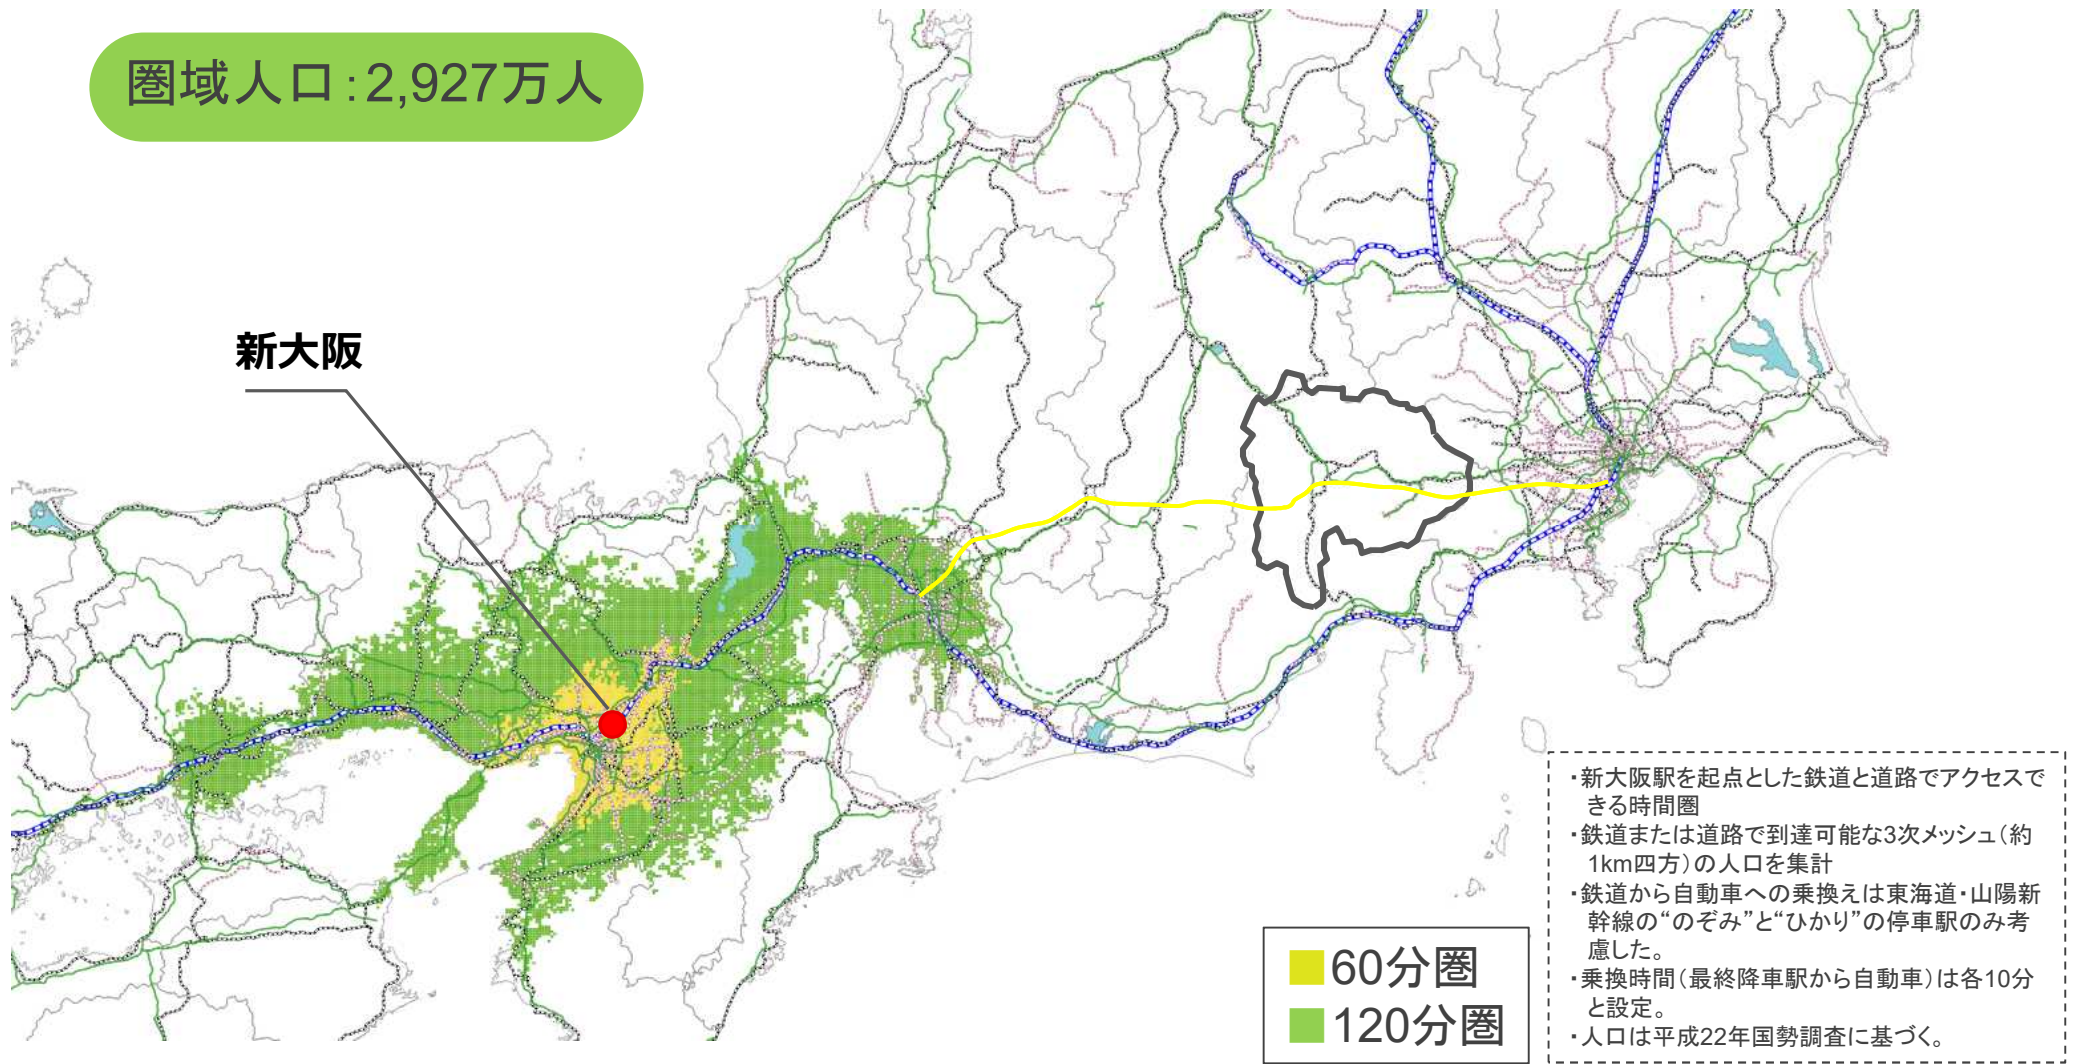 圏域人口：2,927万人
新大阪
・新大阪駅を起点とした鉄道と道路でアクセスで
きる時間圏
・鉄道または道路で到達可能な3次メッシュ（約
1km四方）の人口を集計
・鉄道から自動車への乗換えは東海道・山陽新
幹線の“のぞみ”と“ひかり”の停車駅のみ考
慮した。
・乗換時間（最終降車駅から自動車）は各10分
と設定。
・人口は平成22年国勢調査に基づく。
60分圏
120分圏